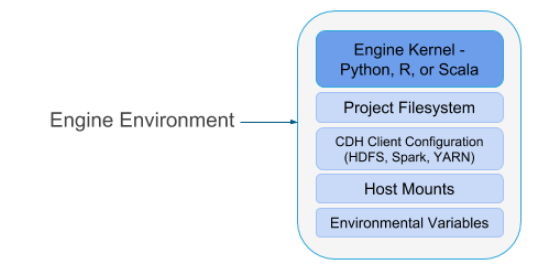 Engine Environment
Engine Kernel -
Python, R, or Scala
Project Filesystem
CDH Client Configuration
(HDFS, Spark, YARN)
Host Mounts
Environmental Variables